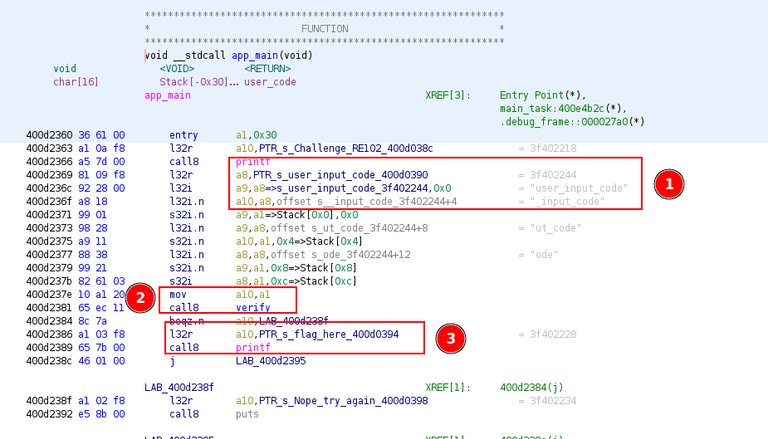 ******************************************************
* FUNCTION *
******************************************************
void __stdcall app_main(void)
void <VOID> <RETURN>
char[16] Stack[-0x30]... user_code
app_main XREF[3]: Entry Point(*),
main_task:400e4b2c(*),
.debug_frame::000027a0(*)
400d2360 36 61 00 entry a1,0x30
400d2363 a1 0a f8 l32r a10,PTR_s_Challenge_RE102_400d038c = 3f402218
400d2366 a5 7d 00 call8 printf
400d2369 81 09 f8 l32r a8,PTR_s_user_input_code_400d0390 = 3f402244
400d236c 92 28 00 l32i a9,a8=>s_user_input_code_3f402244,0x0 = "user_input_code"
400d236f a8 18 l32i.n a10,a8,offset s__input_code_3f402244+4 = "_input_code"
400d2371 99 01 s32i.n a9,a1=>Stack[0x0],0x0
400d2373 98 28 l32i.n a9,a8,offset s_ut_code_3f402244+8 = "ut_code"
400d2375 a9 11 s32i.n a10,a1,0x4=>Stack[0x4]
400d2377 88 38 l32i.n a8,a8,offset s_ode_3f402244+12 = "ode"
400d2379 99 21 s32i.n a9,a1,0x8=>Stack[0x8]
400d237b 82 61 03 s32i a8,a1,0xc=>Stack[0xc]
400d237e 10 a1 20 mov a10,a1
400d2381 65 ec 11 call8 verify
400d2384 8c 7a beqz.n a10,LAB_400d238f
400d2386 a1 03 f8 l32r a10,PTR_s_flag_here_400d0394 = 3f402228
400d2389 65 7b 00 call8 printf
400d238c 46 01 00 j LAB_400d2395
LAB_400d238f XREF[1]: 400d2384(j)
400d238f a1 02 f8 l32r a10,PTR_s_Nope_try_again_400d0398 = 3f402234
400d2392 e5 8b 00 call8 puts
1
2
3